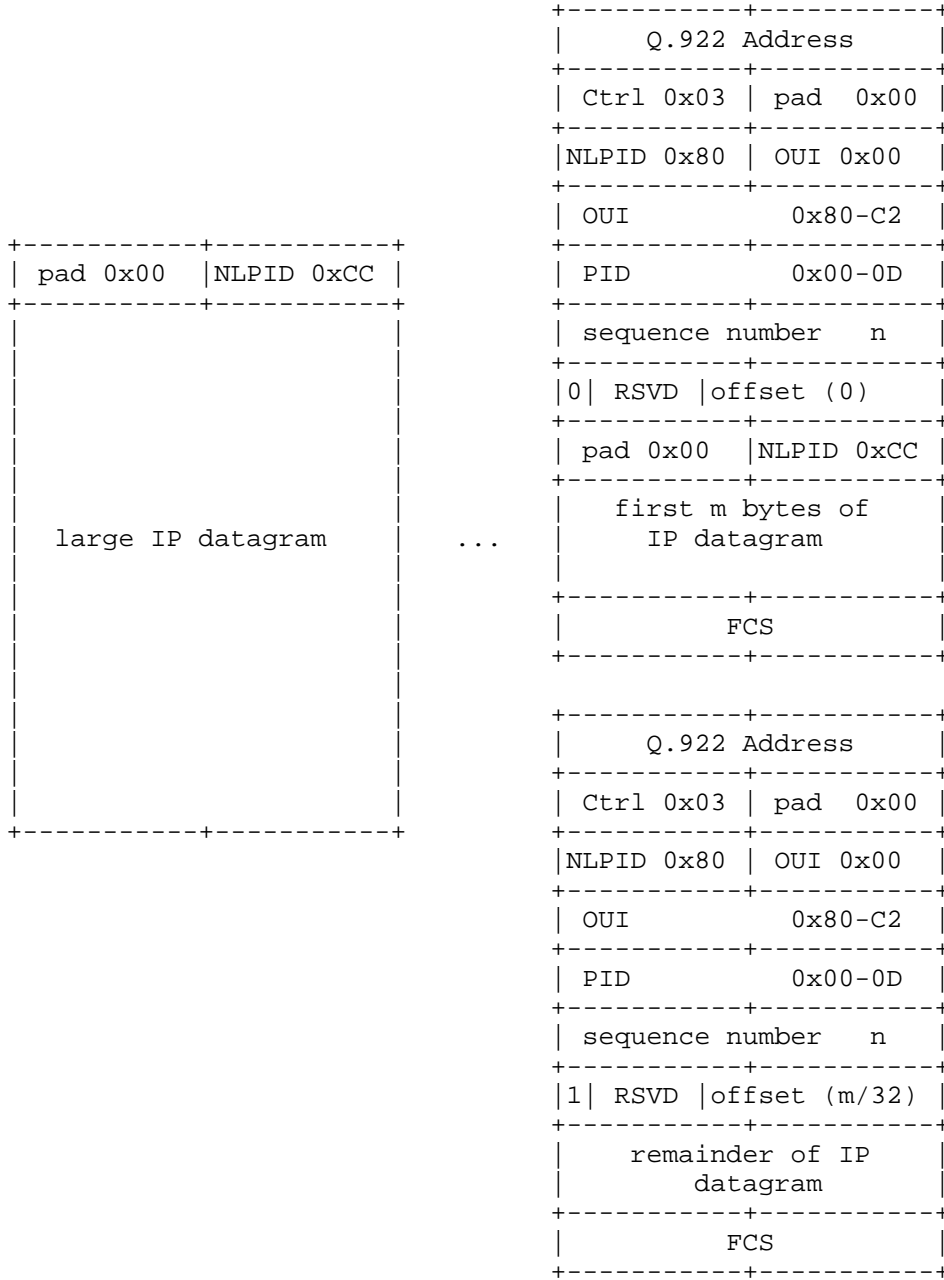 +-----------+-----------+
|     Q.922 Address     |
+-----------+-----------+
| Ctrl 0x03 | pad  0x00 |
+-----------+-----------+
|NLPID 0x80 | OUI 0x00  |
+-----------+-----------+
| OUI          0x80-C2  |
+-----------+-----------+     +-----------+-----------+
| pad 0x00  |NLPID 0xCC |     | PID          0x00-0D  |
+-----------+-----------+     +-----------+-----------+
| sequence number   n   |
+-----------+-----------+
|0| RSVD |offset (0)    |
+-----------+-----------+
| pad 0x00  |NLPID 0xCC |
+-----------+-----------+
|   first m bytes of    |
|  large IP datagram    |   ...   |     IP datagram       |
+-----------+-----------+
|          FCS          |
+-----------+-----------+
+-----------+-----------+
|     Q.922 Address     |
+-----------+-----------+
| Ctrl 0x03 | pad  0x00 |
+-----------+-----------+     +-----------+-----------+
|NLPID 0x80 | OUI 0x00  |
+-----------+-----------+
| OUI          0x80-C2  |
+-----------+-----------+
| PID          0x00-0D  |
+-----------+-----------+
| sequence number   n   |
+-----------+-----------+
|1| RSVD |offset (m/32) |
+-----------+-----------+
|    remainder of IP    |
|        datagram       |
+-----------+-----------+
|          FCS          |
+-----------+-----------+